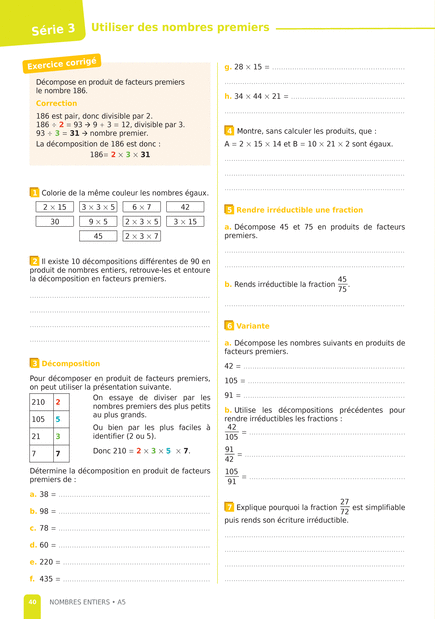 Série 3
Utiliser des nombres premiers
Exercice corrigé
Décompose en produit de facteurs premiers
le nombre 186.
Correction
186 est pair, donc divisible par 2.
186 ÷ 2 = 93 → 9 + 3 = 12, divisible par 3.
93 ÷ 3 = 31 → nombre premier.
La décomposition de 186 est donc :
186= 2 × 3 × 31
1 Colorie de la même couleur les nombres égaux.
2 × 15 3 × 3 × 5 6 × 7 42
30 9 × 5 2 × 3 × 5 3 × 15
45 2 × 3 × 7
2 Il existe 10 décompositions différentes de 90 en
produit de nombres entiers, retrouve-les et entoure
la décomposition en facteurs premiers.
3 Décomposition
Pour décomposer en produit de facteurs premiers,
on peut utiliser la présentation suivante.
210 2
105 5
21 3
7 7
On essaye de diviser par les
nombres premiers des plus petits
au plus grands.
Ou bien par les plus faciles à
identifier (2 ou 5).
Donc 210 = 2 × 3 × 5 × 7.
Détermine la décomposition en produit de facteurs
premiers de :
a. 38 =
b. 98 =
c. 78 =
d. 60 =
e. 220 =
f. 435 =
g. 28 × 15 =
h. 34 × 44 × 21 =
4 Montre, sans calculer les produits, que :
A = 2 × 15 × 14 et B = 10 × 21 × 2 sont égaux.
5 Rendre irréductible une fraction
a. Décompose 45 et 75 en produits de facteurs
premiers.
b. Rends irréductible la fraction 45/75.
6 Variante
a. Décompose les nombres suivants en produits de
facteurs premiers.
42 =
105 =
91 =
b. Utilise les décompositions précédentes pour
rendre irréductibles les fractions :
42/105 =
91/42 =
105/91 =
7 Explique pourquoi la fraction 27/72 est simplifiable
puis rends son écriture irréductible.
40 NOMBRES ENTIERS • A5